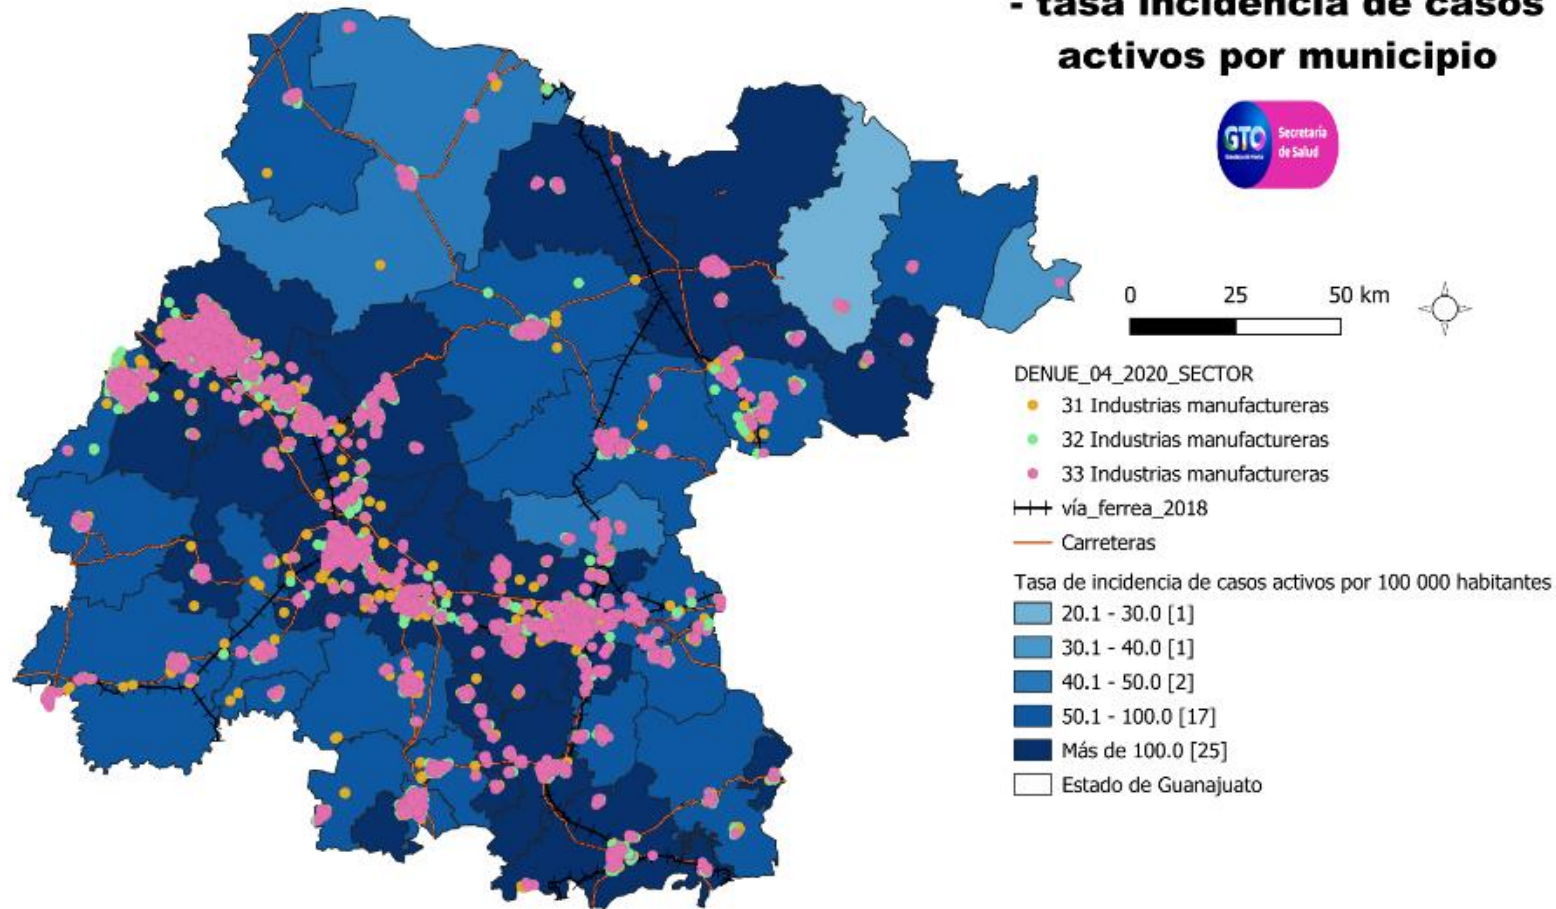 - tasa incidencia de casos
activos por municipio
GTO
Secretaría
de Salud
0 25 50 km
DENUE_04_2020_SECTOR
31 Industrias manufactureras
32 Industrias manufactureras
33 Industrias manufactureras
vía_ferrea_2018
Carreteras
Tasa de incidencia de casos activos por 100 000 habitantes
20.1 - 30.0 [1]
30.1 - 40.0 [1]
40.1 - 50.0 [2]
50.1 - 100.0 [17]
Más de 100.0 [25]
Estado de Guanajuato